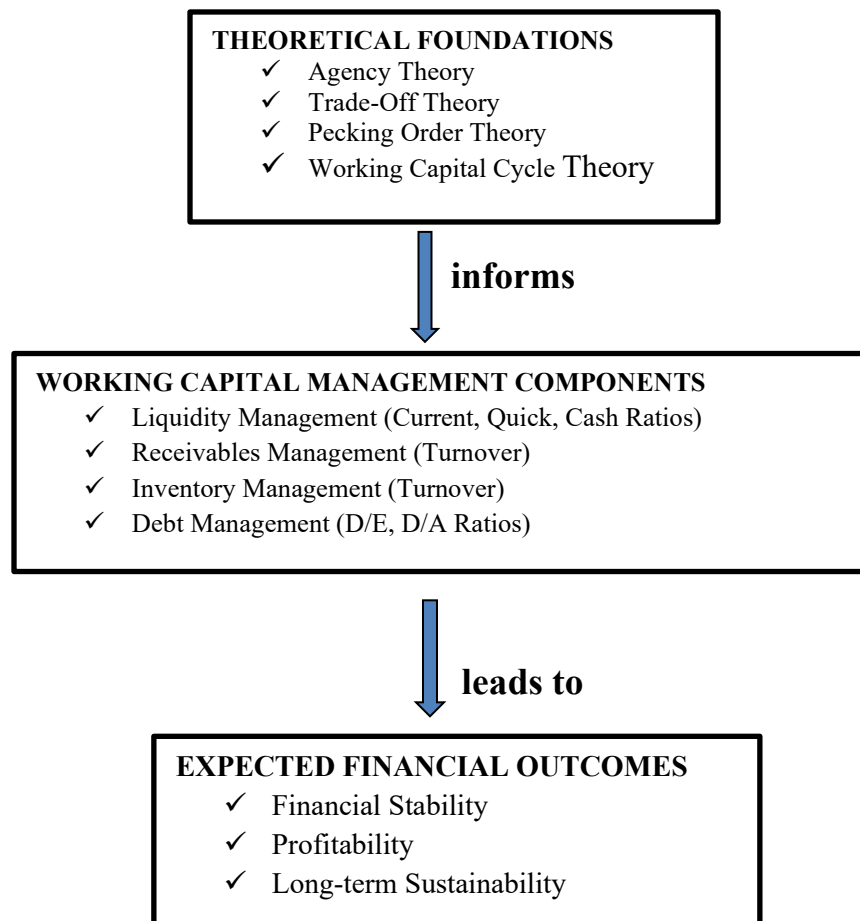 THEORETICAL FOUNDATIONS
✓ Agency Theory
✓ Trade-Off Theory
✓ Pecking Order Theory
✓ Working Capital Cycle Theory
informs
WORKING CAPITAL MANAGEMENT COMPONENTS
✓ Liquidity Management (Current, Quick, Cash Ratios)
✓ Receivables Management (Turnover)
✓ Inventory Management (Turnover)
✓ Debt Management (D/E, D/A Ratios)
leads to
EXPECTED FINANCIAL OUTCOMES
✓ Financial Stability
✓ Profitability
✓ Long-term Sustainability